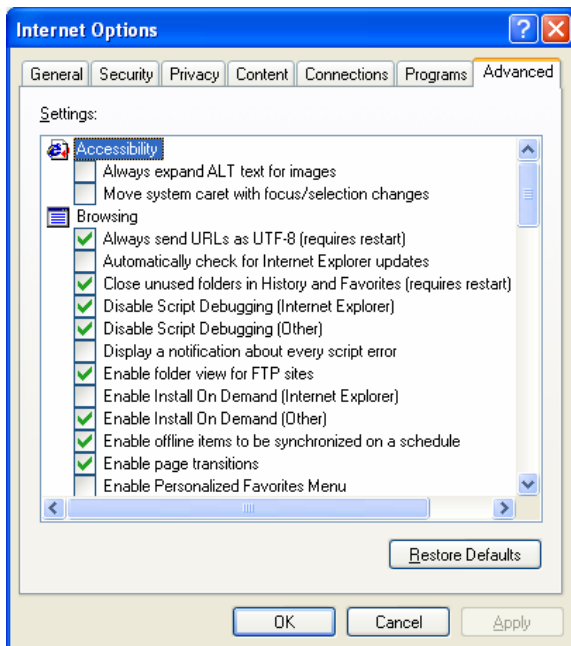 Internet Options
General Security Privacy Content Connections Programs Advanced
Settings:
Accessibility
Always expand ALT text for images
Move system caret with focus/selection changes
Browsing
Always send URLs as UTF-8 (requires restart)
Automatically check for Internet Explorer updates
Close unused folders in History and Favorites (requires restart)
Disable Script Debugging (Internet Explorer)
Disable Script Debugging (Other)
Display a notification about every script error
Enable folder view for FTP sites
Enable Install On Demand (Internet Explorer)
Enable Install On Demand (Other)
Enable offline items to be synchronized on a schedule
Enable page transitions
Enable Personalized Favorites Menu
Restore Defaults
OK Cancel Apply